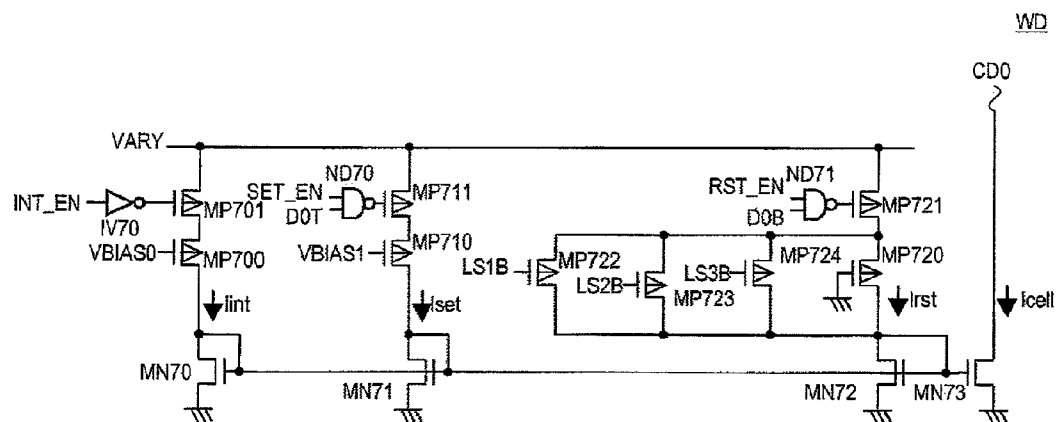 WD
CD0
VARY
ND70
ND71
SET_EN
MP711
RST_EN
INT_EN
MP701
D0T
D0B
MP721
IV70
VBIAS0
MP700
VBIAS1
MP710
LS1B
MP722
LS2B
MP723
LS3B
MP724
MP720
Iint
Iset
Irst
Icell
MN70
MN71
MN72
MN73